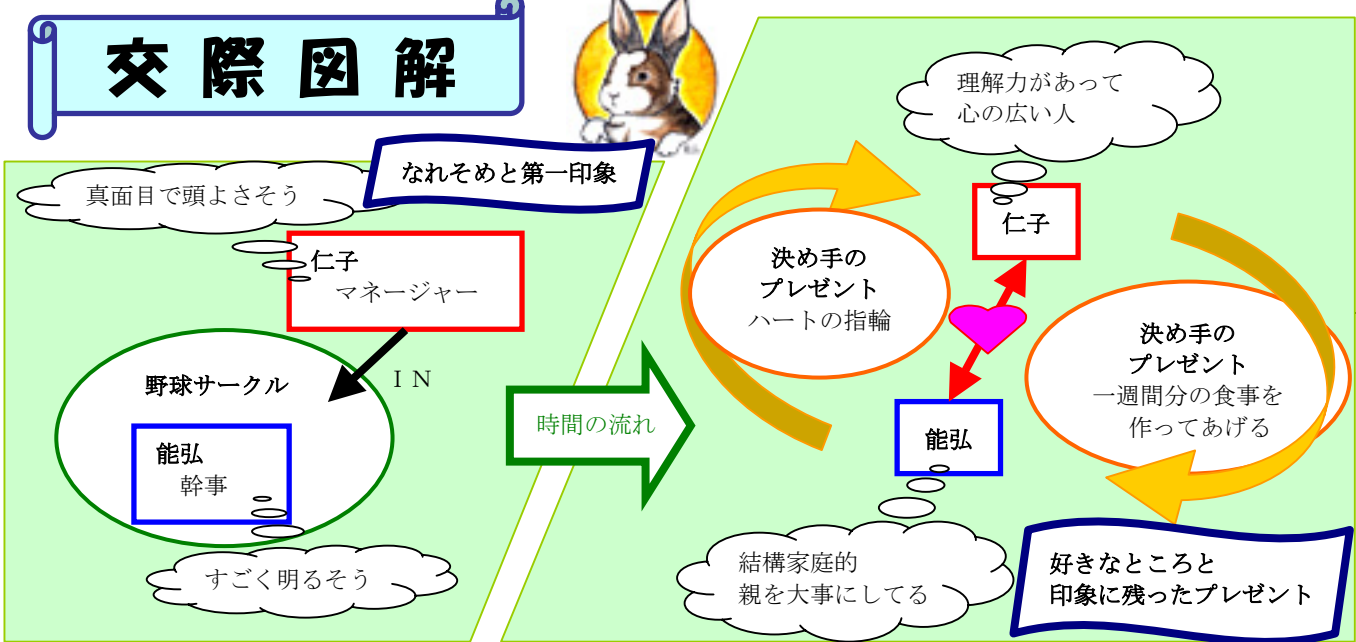 交際図解
なれそめと第一印象
真面目で頭よさそう
仁子
マネージャー
ＩＮ
野球サークル
能弘
幹事
すごく明るそう
時間の流れ
理解力があって
心の広い人
仁子
決め手の
プレゼント
ハートの指輪
決め手の
プレゼント
一週間分の食事を
作ってあげる
能弘
結構家庭的
親を大事にしてる
好きなところと
印象に残ったプレゼント